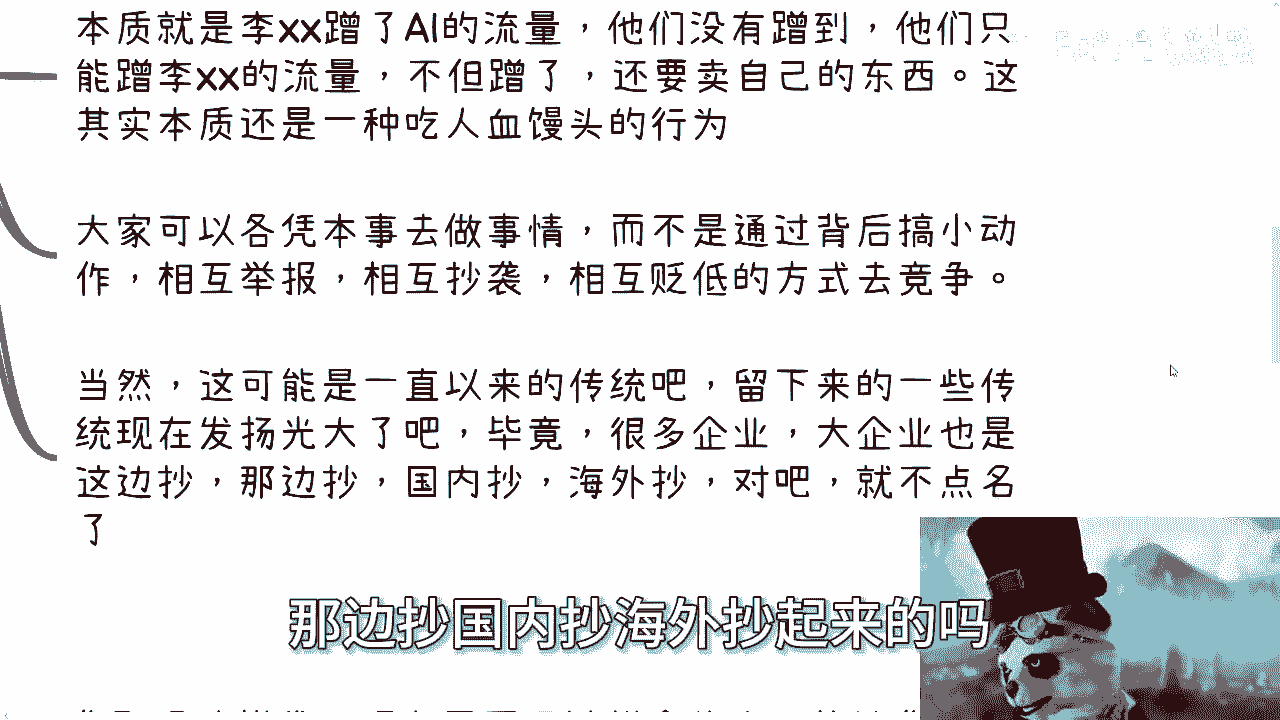 本质就是李xx蹭了AI的流量，他们没有蹭到，他们只
能蹭李xx的流量，不但蹭了，还要卖自己的东西。这
其实本质还是一种吃人血馒头的行为
大家可以各凭本事去做事情，而不是通过背后搞小动
作，相互举报，相互抄袭，相互贬低的方式去竞争。
当然，这可能是一直以来的传统吧，留下来的一些传
统现在发扬光大了吧，毕竟，很多企业，大企业也是
这边抄，那边抄，国内抄，海外抄，对吧，就不点名
了
那边抄国内抄海外抄起来的吗